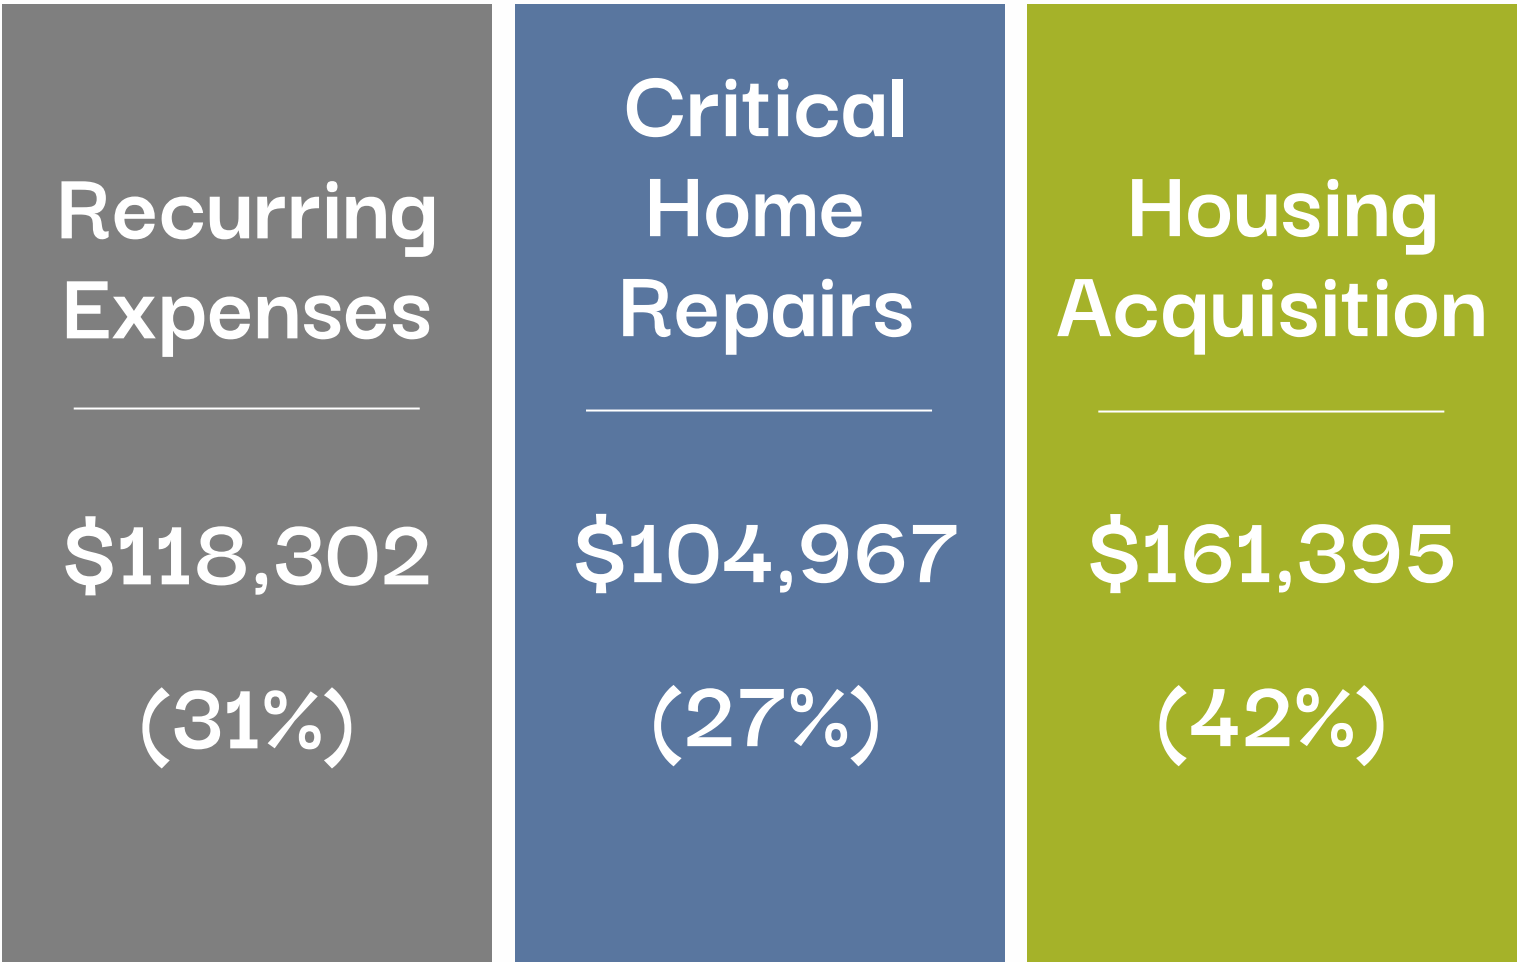 Recurring
Expenses
$118,302
(31%)
Critical
Home
Repairs
$104,967
(27%)
Housing
Acquisition
$161,395
(42%)